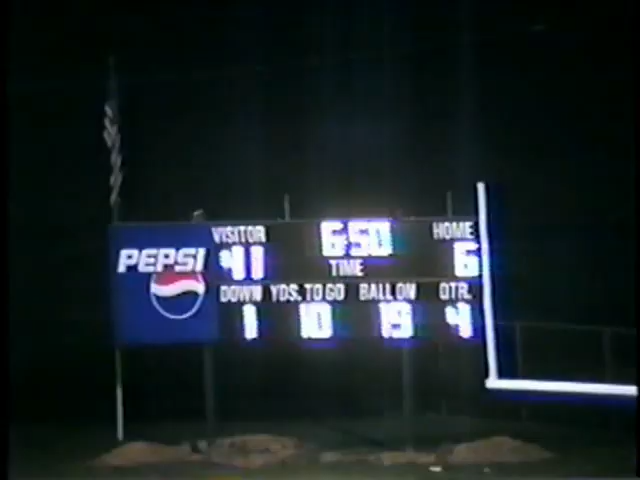 VISITOR 6:50 HOME
PEPSI 41 TIME 6
DOWN YDS. TO GO BALL ON QTR.
1 10 19 4